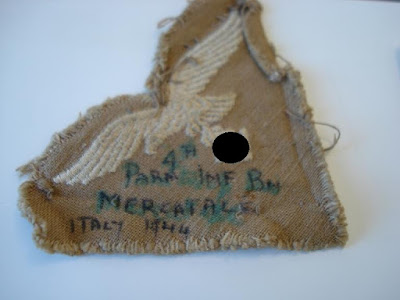 4TH
PARA INF BN
MERCATALE
ITALY 1944